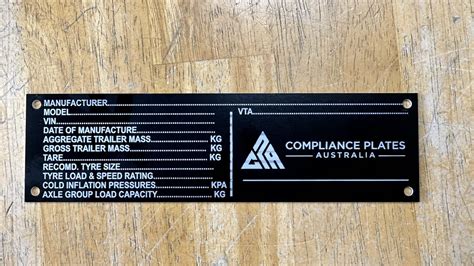 MANUFACTURER
MODEL
VIN
DATE OF MANUFACTURE
AGGREGATE TRAILER MASS KG
GROSS TRAILER MASS KG
TARE KG
RECOMD. TYRE SIZE
TYRE LOAD & SPEED RATING
COLD INFLATION PRESSURES KPA
AXLE GROUP LOAD CAPACITY KG
VTA
CPA
COMPLIANCE PLATES
AUSTRALIA